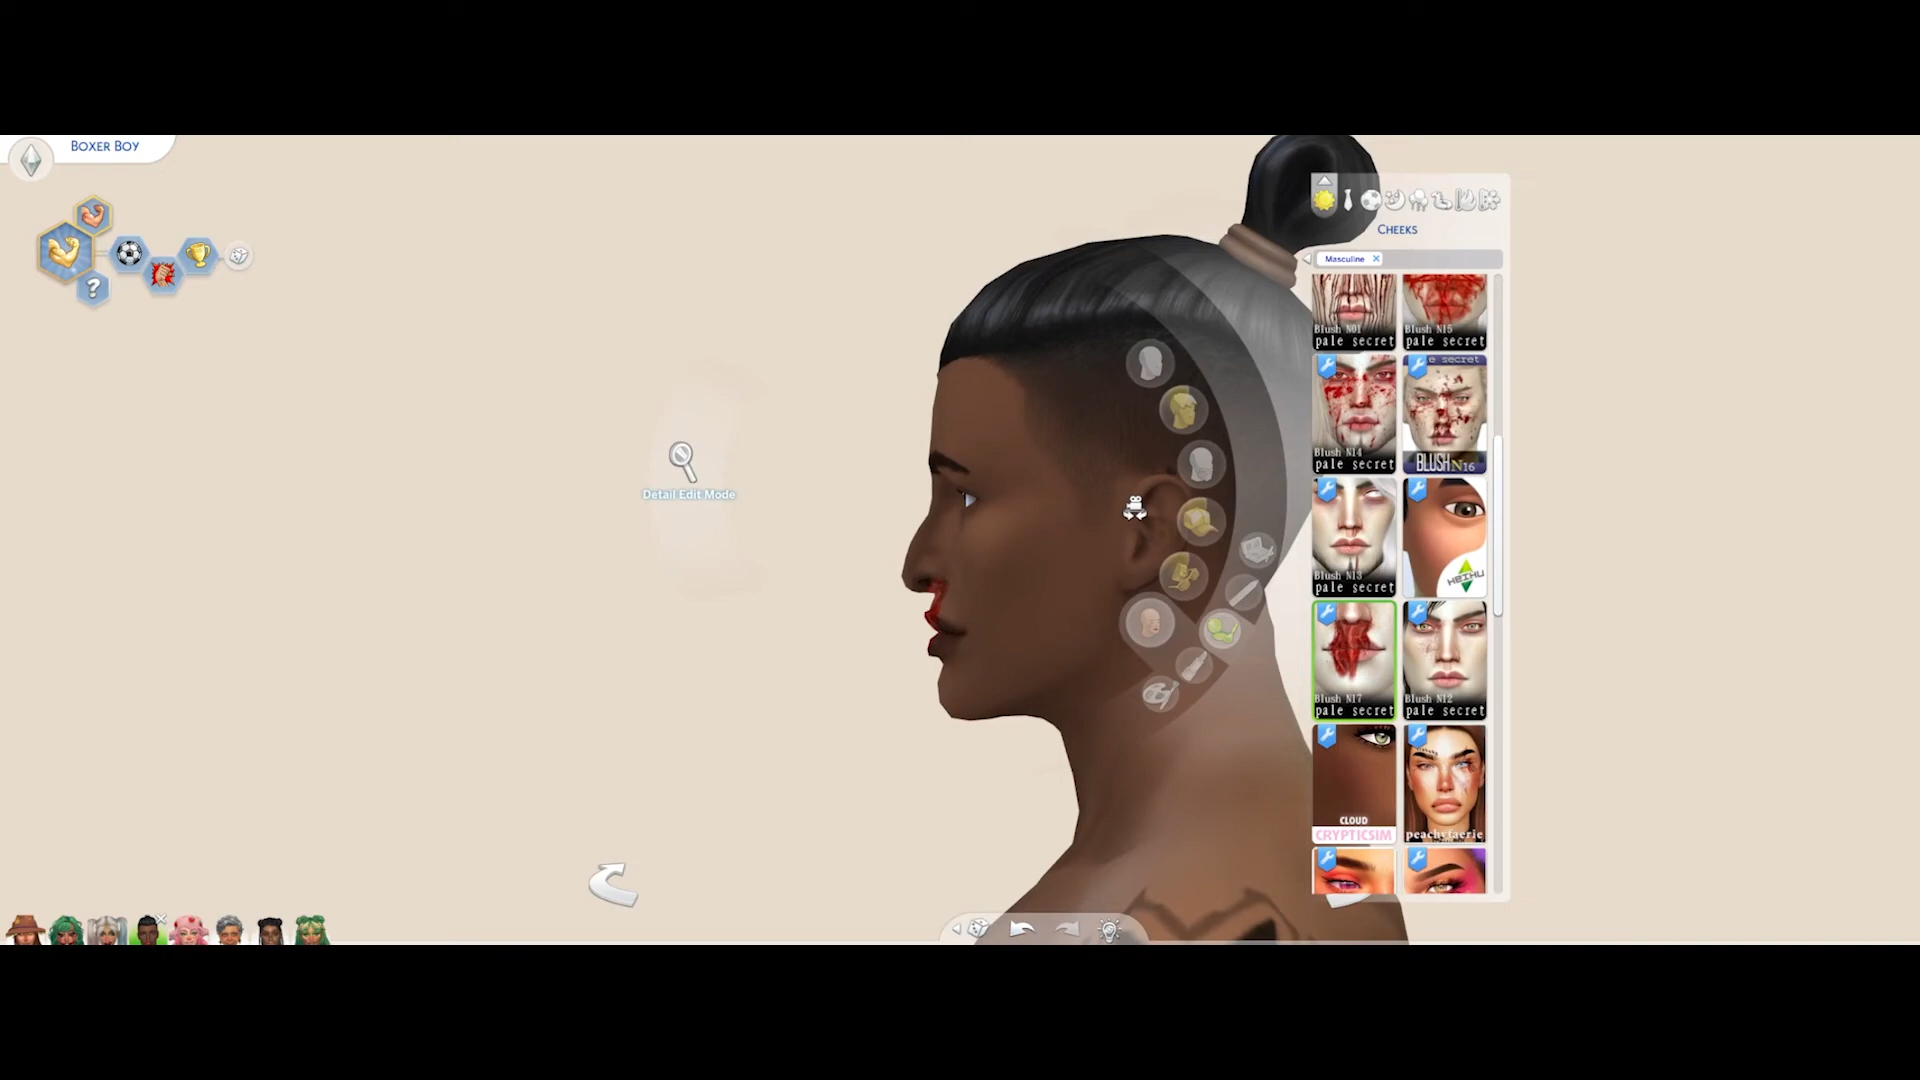 BOXER BOY
CHEEKS
Masculine
Blush N01
pale secret
Blush N15
pale secret
Blush N14
pale secret
e secret
BLUSH N16
Detail Edit Mode
Blush N13
pale secret
HEIHU
Blush N17
pale secret
Blush N12
pale secret
CLOUD
CRYPTICSIM
peachyfaerie